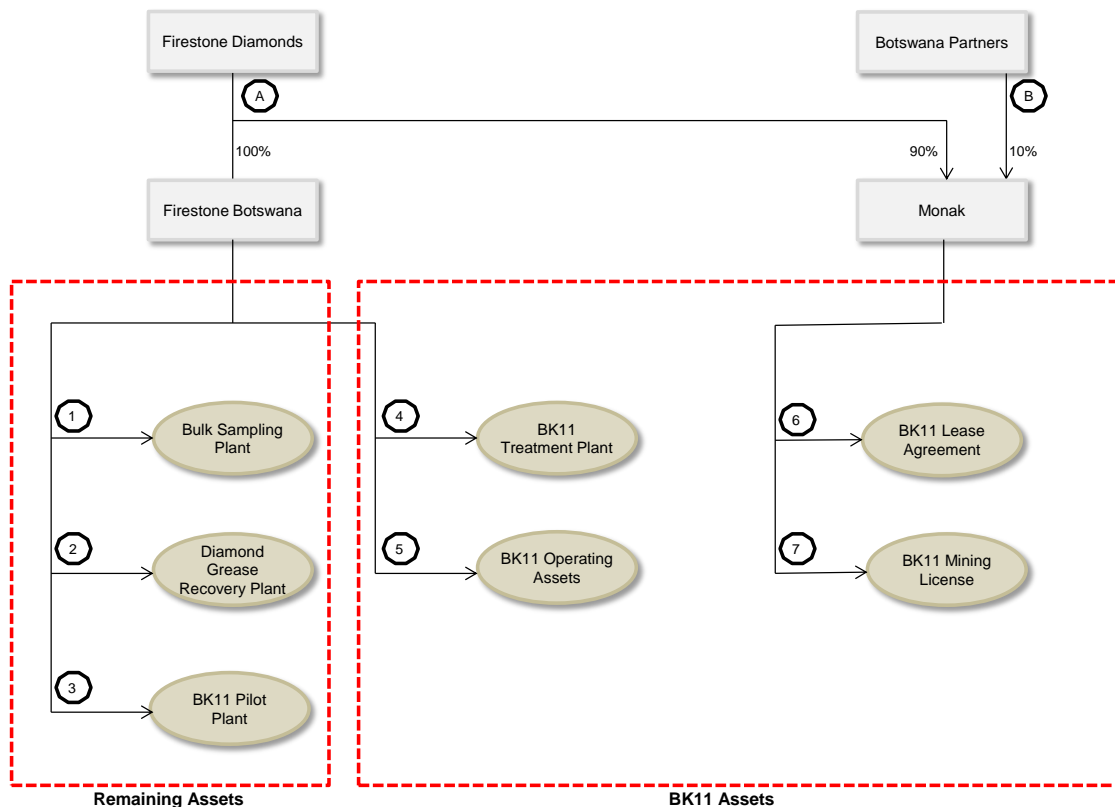 Firestone Diamonds
Botswana Partners
A
B
100%
90%
10%
Firestone Botswana
Monak
1
Bulk Sampling
Plant
4
BK11
Treatment Plant
6
BK11 Lease
Agreement
2
Diamond
Grease
Recovery Plant
5
BK11 Operating
Assets
7
BK11 Mining
License
3
BK11 Pilot
Plant
Remaining Assets
BK11 Assets